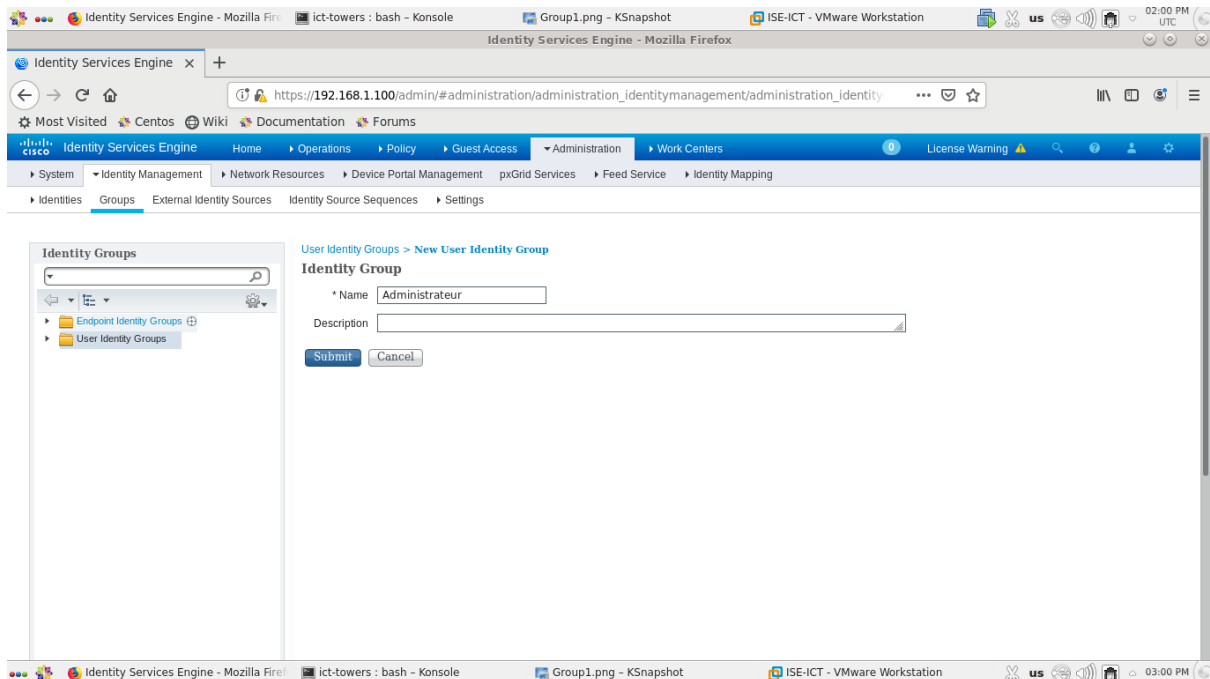 Identity Services Engine - Mozilla Fire ict-towers : bash – Konsole Group1.png – KSnapshot ISE-ICT - VMware Workstation us 02:00 PM
UTC
Identity Services Engine - Mozilla Firefox
Identity Services Engine × +
https://192.168.1.100/admin/#administration/administration_identitymanagement/administration_identity
Most Visited Centos Wiki Documentation Forums
cisco Identity Services Engine Home Operations Policy Guest Access Administration Work Centers 0 License Warning
System Identity Management Network Resources Device Portal Management pxGrid Services Feed Service Identity Mapping
Identities Groups External Identity Sources Identity Source Sequences Settings
Identity Groups
Endpoint Identity Groups
User Identity Groups
User Identity Groups > New User Identity Group
Identity Group
* Name Administrateur
Description
Submit Cancel
Identity Services Engine - Mozilla Fire ict-towers : bash – Konsole Group1.png – KSnapshot ISE-ICT - VMware Workstation us 03:00 PM